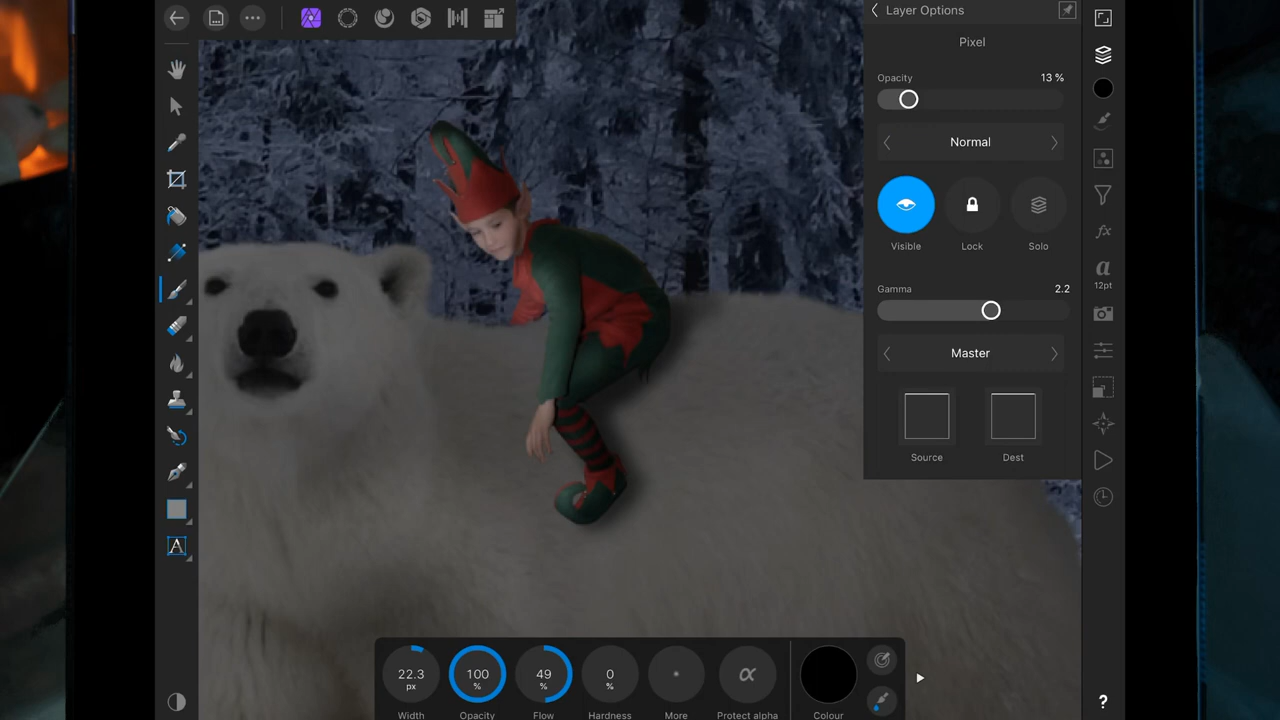 Layer Options
Pixel
Opacity
13 %
Normal
Visible
Lock
Solo
Gamma
2.2
Master
Source
Dest
fx
a
12pt
A
22.3
px
100
%
49
%
0
%
α
Width
Opacity
Flow
Hardness
More
Protect alpha
Colour
?